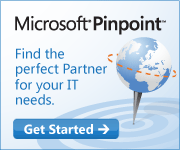 Microsoft® Pinpoint™
Find the
perfect Partner
for your IT
needs.
Get Started →